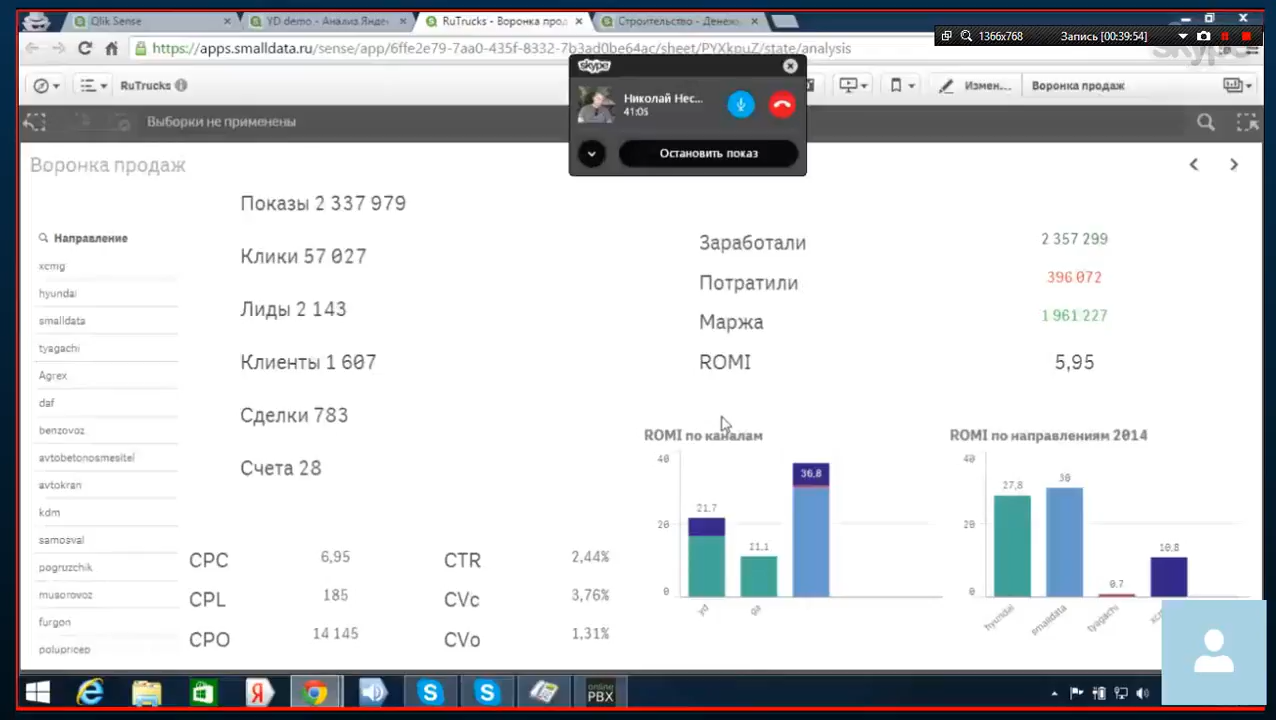 Qlik Sense
YD demo - Анализ Янде
RuTrucks - Воронка прод
Строительство - Денеж
https://apps.smalldata.ru/sense/app/6ffe2e79-7aa0-435f-8332-7b3ad0be64ac/sheet/PYXkpuZ/state/analysis
1366x768
Запись [00:39:54]
skype
Николай Нес...
41:05
Остановить показ
RuTrucks
Измен...
Воронка продаж
Выборки не применены
Воронка продаж
Направление
xcmg
hyundai
smalldata
tyagachi
Agrex
daf
benzovoz
avtobetonosmesitel
avtokran
kdm
samosval
pogruzchik
musorovoz
furgon
polupricep
Показы 2 337 979
Клики 57 027
Лиды 2 143
Клиенты 1 607
Сделки 783
Счета 28
CPC 6,95 CTR 2,44%
CPL 185 CVc 3,76%
CPO 14 145 CVo 1,31%
Заработали 2 357 299
Потратили 396 072
Маржа 1 961 227
ROMI 5,95
ROMI по каналам
40
20
0
21.7
11.1
36.8
yd
ga
ROMI по направлениям 2014
40
20
0
27,8
30
0.7
10,8
hyundai
smalldata
tyagachi
online
PBX